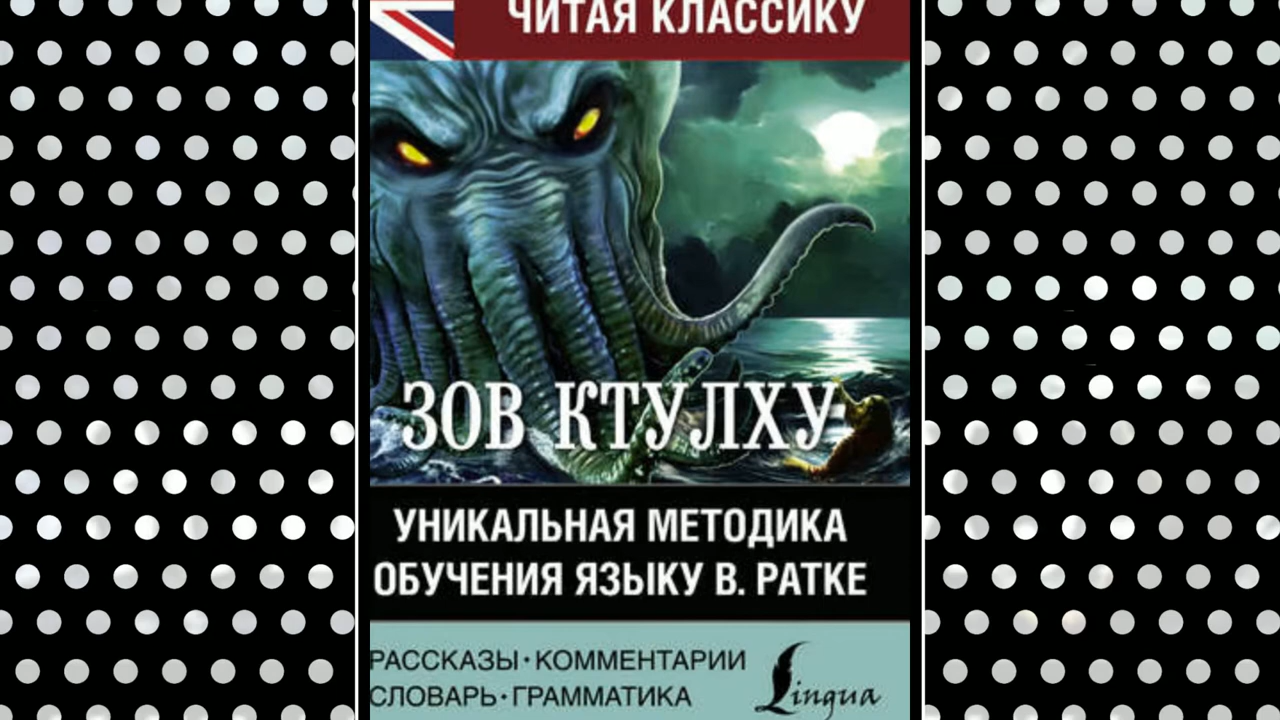 ЧИТАЯ КЛАССИКУ
ЗОВ КТУЛХУ
УНИКАЛЬНАЯ МЕТОДИКА
ОБУЧЕНИЯ ЯЗЫКУ В. РАТКЕ
РАССКАЗЫ·КОММЕНТАРИИ
СЛОВАРЬ·ГРАММАТИКА
Lingua